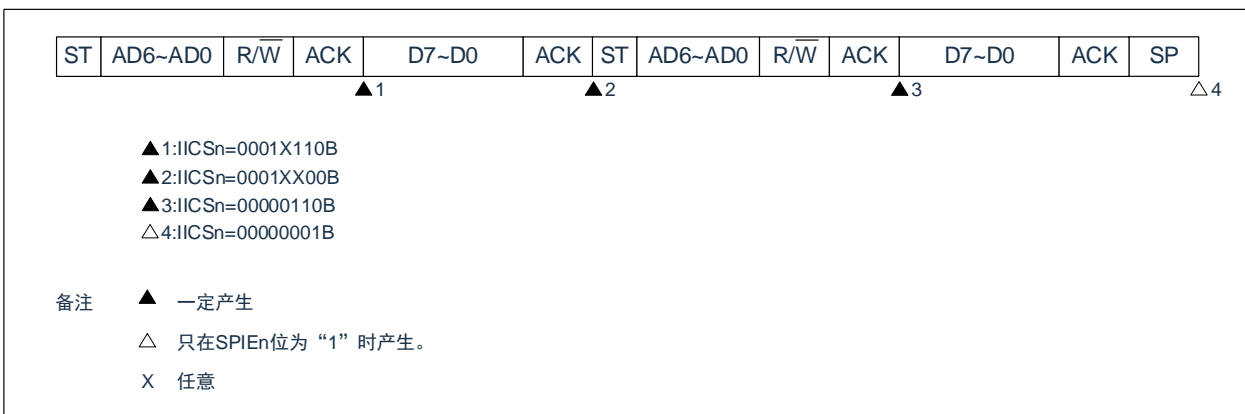 ST AD6~AD0 R/W̅ ACK D7~D0 ACK ST AD6~AD0 R/W̅ ACK D7~D0 ACK SP
▲1 ▲2 ▲3 △4
▲1:IICSn=0001X110B
▲2:IICSn=0001XX00B
▲3:IICSn=00000110B
△4:IICSn=00000001B
备注 ▲ 一定产生
△ 只在SPIEn位为“1”时产生。
X 任意